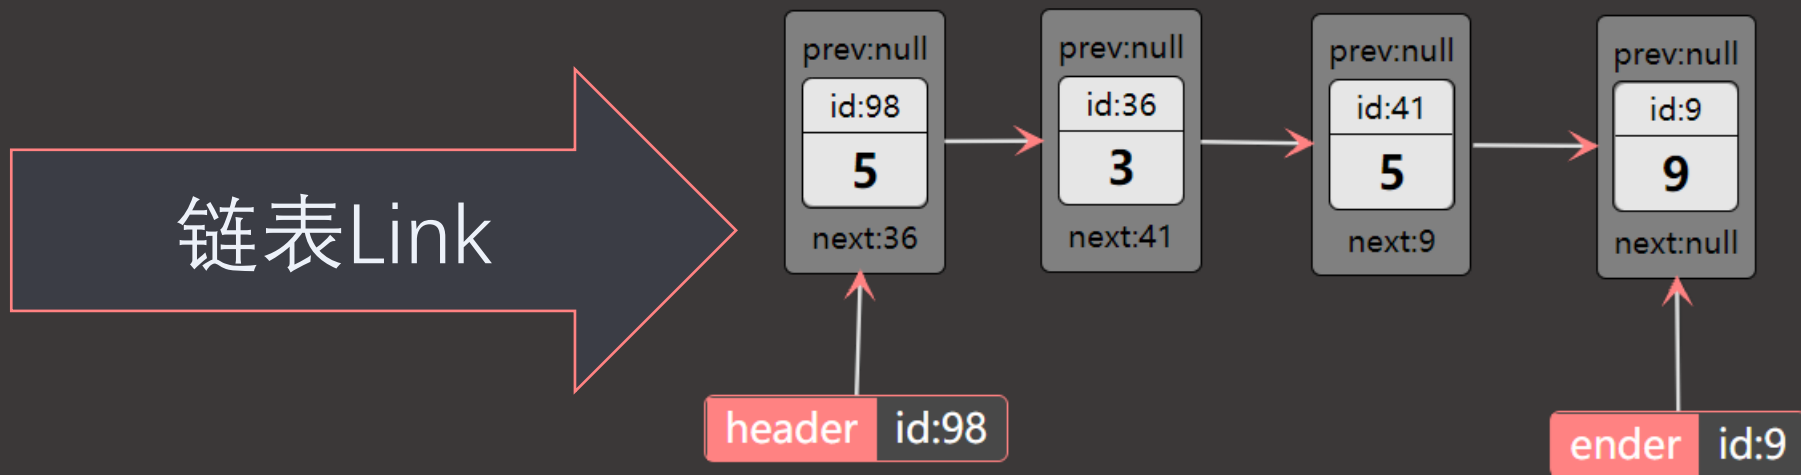 链表Link
prev:null
id:98
5
next:36
prev:null
id:36
3
next:41
prev:null
id:41
5
next:9
prev:null
id:9
9
next:null
header id:98
ender id:9